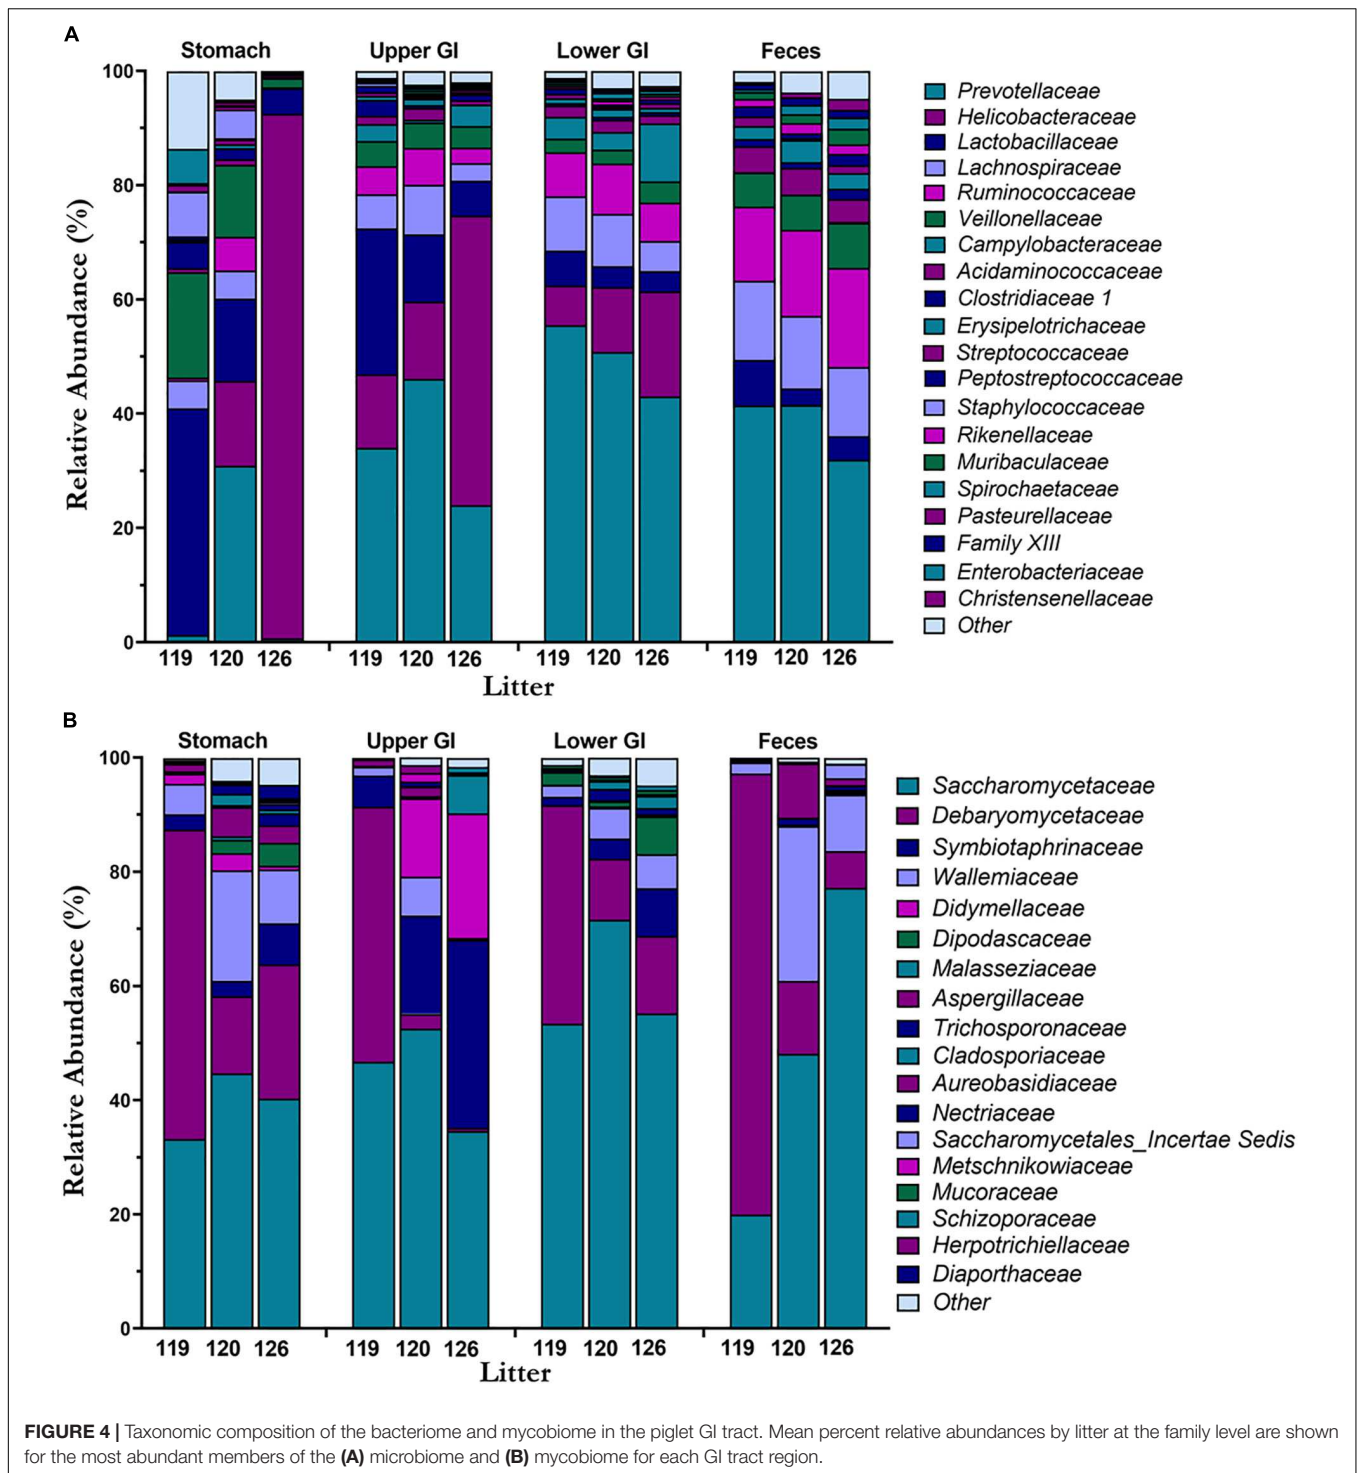 A
Stomach Upper GI Lower GI Feces
100
80
60
40
20
0
Relative Abundance (%)
119 120 126 119 120 126 119 120 126 119 120 126
Litter
Prevotellaceae
Helicobacteraceae
Lactobacillaceae
Lachnospiraceae
Ruminococcaceae
Veillonellaceae
Campylobacteraceae
Acidaminococcaceae
Clostridiaceae 1
Erysipelotrichaceae
Streptococcaceae
Peptostreptococcaceae
Staphylococcaceae
Rikenellaceae
Muribaculaceae
Spirochaetaceae
Pasteurellaceae
Family XIII
Enterobacteriaceae
Christensenellaceae
Other
B
Stomach Upper GI Lower GI Feces
100
80
60
40
20
0
Relative Abundance (%)
119 120 126 119 120 126 119 120 126 119 120 126
Litter
Saccharomycetaceae
Debaryomycetaceae
Symbiotaphrinaceae
Wallemiaceae
Didymellaceae
Dipodascaceae
Malasseziaceae
Aspergillaceae
Trichosporonaceae
Cladosporiaceae
Aureobasidiaceae
Nectriaceae
Saccharomycetales_Incertae Sedis
Metschnikowiaceae
Mucoraceae
Schizoporaceae
Herpotrichiellaceae
Diaporthaceae
Other
FIGURE 4 | Taxonomic composition of the bacteriome and mycobiome in the piglet GI tract. Mean percent relative abundances by litter at the family level are shown
for the most abundant members of the (A) microbiome and (B) mycobiome for each GI tract region.